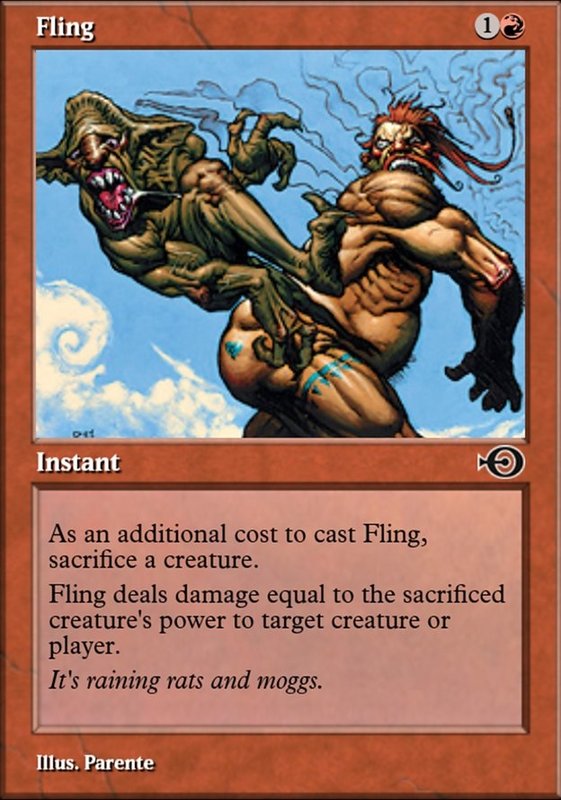 Fling
1
Instant
As an additional cost to cast Fling,
sacrifice a creature.
Fling deals damage equal to the sacrificed
creature's power to target creature or
player.
It's raining rats and moggs.
Illus. Parente